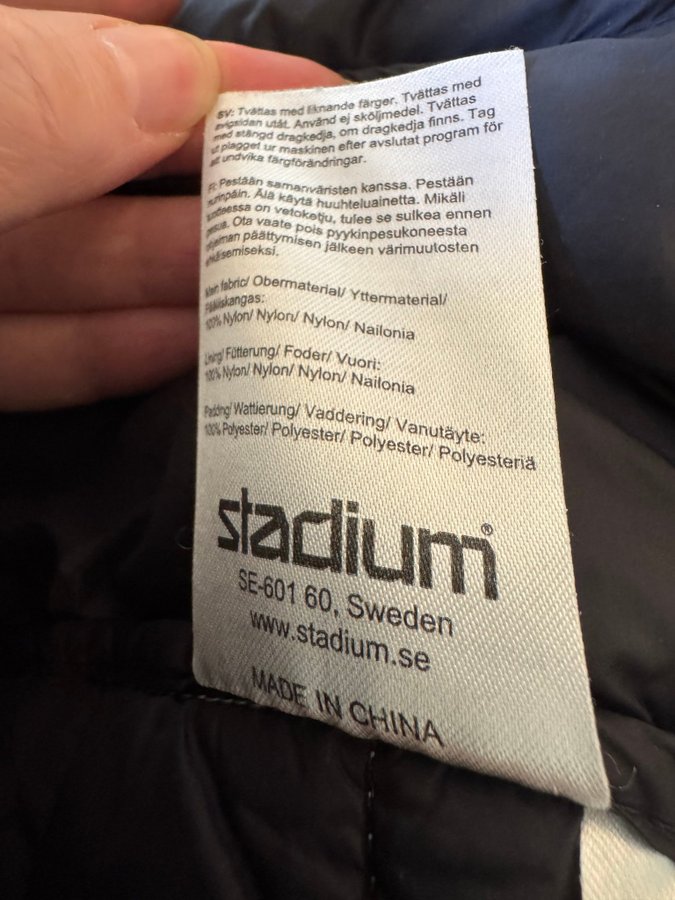 SV: Tvättas med liknande färger. Tvättas med
avigsidan utåt. Använd ej sköljmedel. Tvättas
med stängd dragkedja, om dragkedja finns. Tag
ut plagget ur maskinen efter avslutat program för
att undvika färgförändringar.
FI: Pestään samanväristen kanssa. Pestään
nurinpäin. Älä käytä huuhteluainetta. Mikäli
tuotteessa on vetoketju, tulee se sulkea ennen
pesua. Ota vaate pois pyykinpesukoneesta
ohjelman päättymisen jälkeen värimuutosten
ehkäisemiseksi.
Main fabric/ Obermaterial/ Yttermaterial/
Päälliskangas:
100% Nylon/ Nylon/ Nylon/ Nailonia
Lining/ Fütterung/ Foder/ Vuori:
100% Nylon/ Nylon/ Nylon/ Nailonia
Padding/ Wattierung/ Vaddering/ Vanutäyte:
100% Polyester/ Polyester/ Polyester/ Polyesteriä
stadium®
SE-601 60, Sweden
www.stadium.se
MADE IN CHINA